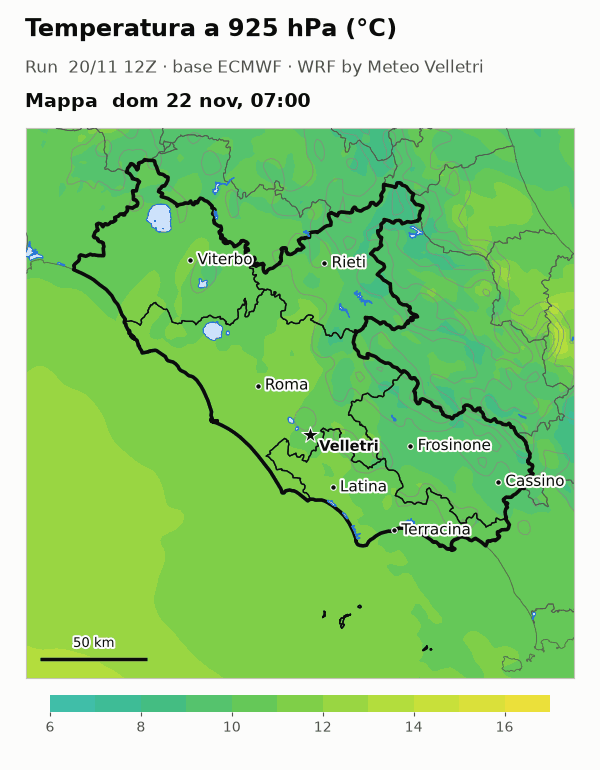 Temperatura a 925 hPa (°C)
Run  20/11 12Z · base ECMWF · WRF by Meteo Velletri
Mappa  dom 22 nov, 07:00
Viterbo
Rieti
Roma
Velletri
Frosinone
Latina
Cassino
Terracina
50 km
6 8 10 12 14 16